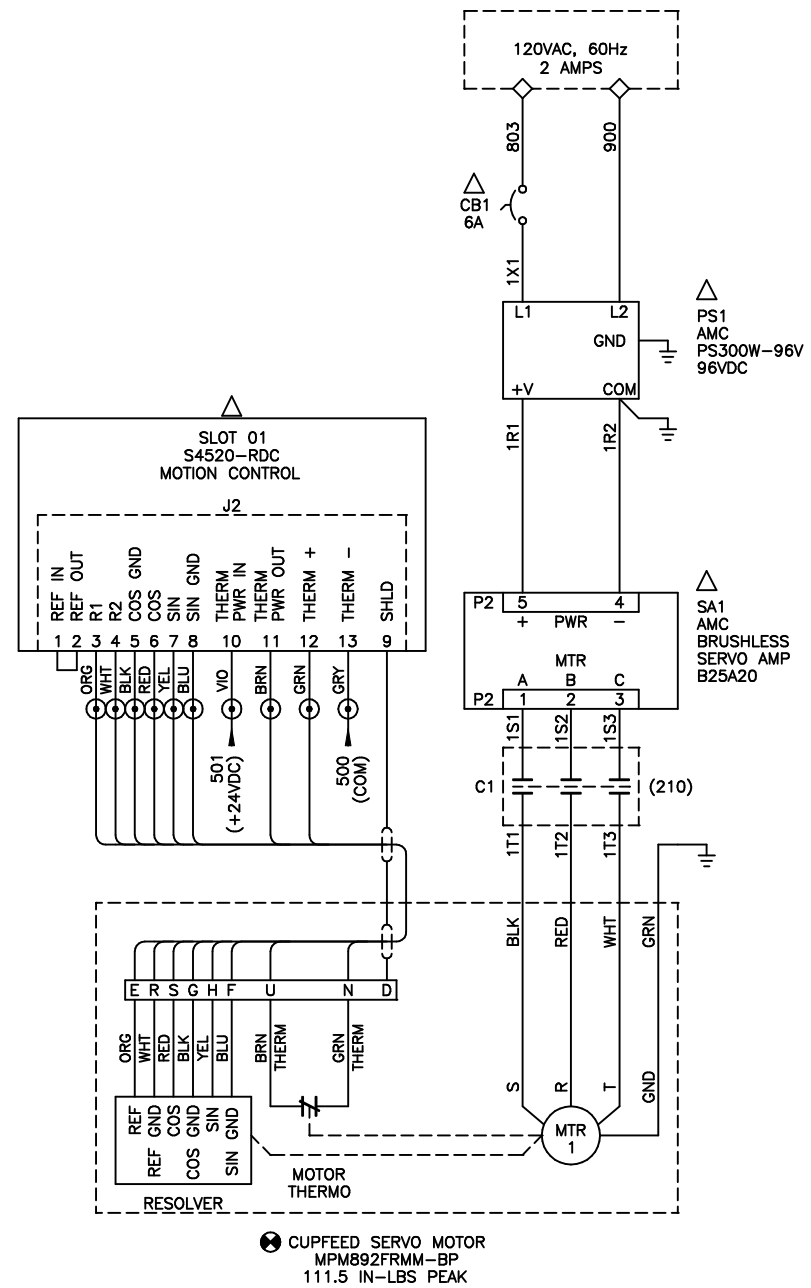 120VAC, 60Hz
2 AMPS
803
900
CB1
6A
1X1
L1
L2
GND
+V
COM
PS1
AMC
PS300W-96V
96VDC
1R1
1R2
SLOT 01
S4520-RDC
MOTION CONTROL
J2
REF IN
REF OUT
R1
R2
COS GND
COS
SIN
SIN GND
THERM
PWR IN
THERM
PWR OUT
THERM +
THERM -
SHLD
1 2 3 4 5 6 7 8 10 11 12 13 9
ORG
WHT
BLK
RED
YEL
BLU
VIO
BRN
GRN
GRY
501
(+24VDC)
500
(COM)
P2 5 4
+ PWR -
MTR
A B C
P2 1 2 3
SA1
AMC
BRUSHLESS
SERVO AMP
B25A20
1S1
1S2
1S3
C1
(210)
1T1
1T2
1T3
BLK
RED
WHT
GRN
E R S G H F U N D
ORG
WHT
RED
BLK
YEL
BLU
BRN
THERM
GRN
THERM
S
R
T
GND
REF
REF GND
COS
COS GND
SIN
SIN GND
RESOLVER
MOTOR
THERMO
MTR
1
CUPFEED SERVO MOTOR
MPM892FRMM-BP
111.5 IN-LBS PEAK